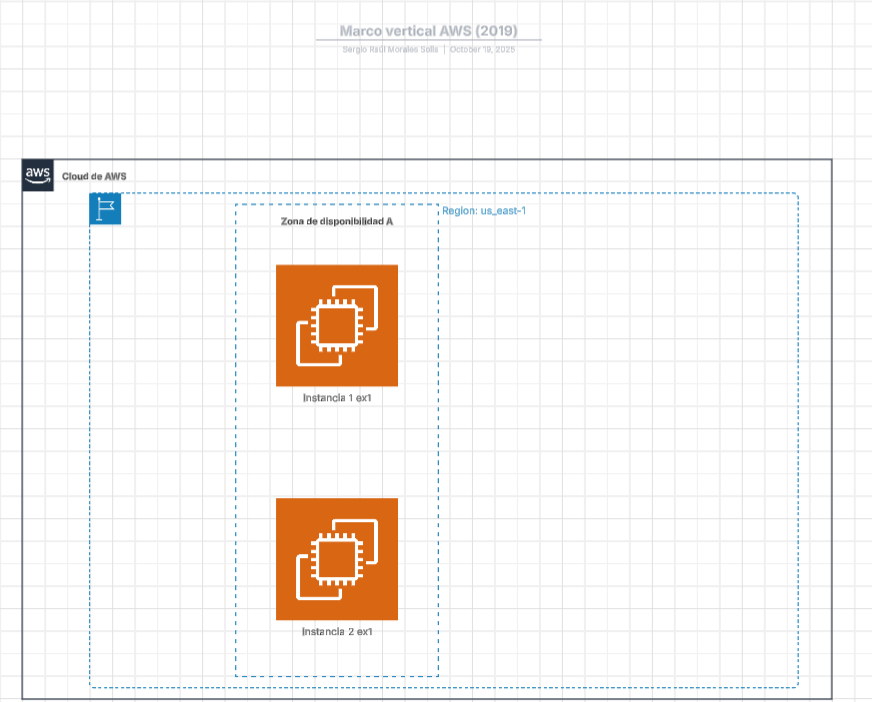 Marco vertical AWS (2019)
Sergio Raúl Morales Solis | October 19, 2025
aws
Cloud de AWS
Region: us_east-1
Zona de disponibilidad A
Instancia 1 ex1
Instancia 2 ex1